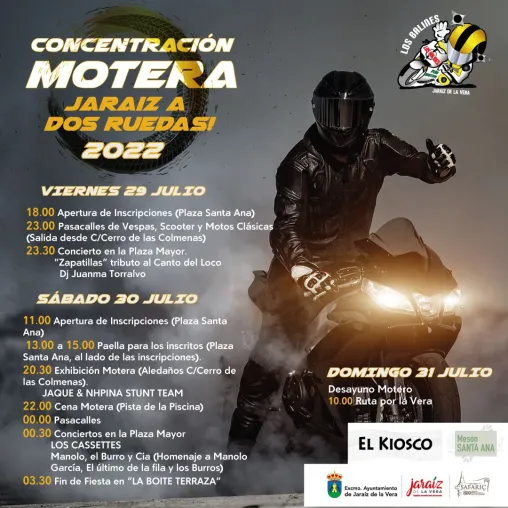 CONCENTRACIÓN
MOTERA
JARAIZ A
DOS RUEDAS!
2022
LOS BALINES
JARAIZ DE LA VERA
VIERNES 29 JULIO
18.00 Apertura de Inscripciones (Plaza Santa Ana)
23.00 Pasacalles de Vespas, Scooter y Motos Clásicas
(Salida desde C/Cerro de las Colmenas)
23.30 Concierto en la Plaza Mayor.
"Zapatillas" tributo al Canto del Loco
Dj Juanma Torralvo
SÁBADO 30 JULIO
11.00 Apertura de Inscripciones (Plaza Santa
Ana)
13.00 a 15.00 Paella para los inscritos (Plaza
Santa Ana, al lado de las inscripciones).
20.30 Exhibición Motera (Aledaños C/Cerro de
las Colmenas).
JAQUE & NHPINA STUNT TEAM
22.00 Cena Motera (Pista de la Piscina)
00.00 Pasacalles
00.30 Conciertos en la Plaza Mayor
LOS CASSETTES
Manolo, el Burro y Cia (Homenaje a Manolo
García, El último de la fila y los Burros)
03.30 Fin de Fiesta en "LA BOITE TERRAZA"
DOMINGO 31 JULIO
Desayuno Motero
10.00 Ruta por la Vera
EL KIOSCO
Mesón
SANTA ANA
Excmo. Ayuntamiento
de Jaraíz de la Vera
jaraíz
DE LA VERA
SAFARIÇ